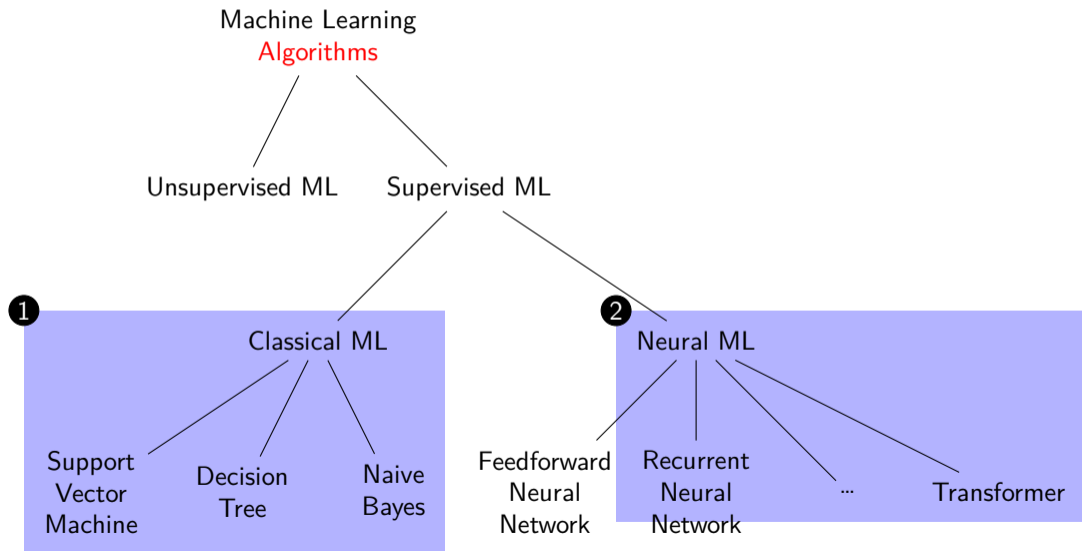 Machine Learning
Algorithms
Unsupervised ML
Supervised ML
1
Classical ML
Support
Vector
Machine
Decision
Tree
Naive
Bayes
2
Neural ML
Feedforward
Neural
Network
Recurrent
Neural
Network
...
Transformer